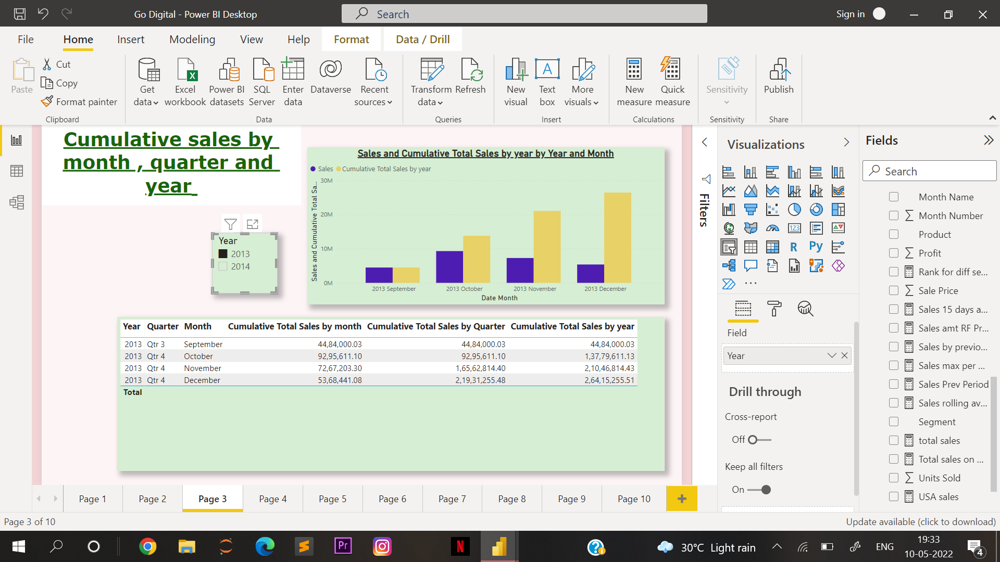 Go Digital - Power BI Desktop
Search
Sign in
File Home Insert Modeling View Help Format Data / Drill
Paste
Cut
Copy
Format painter
Clipboard
Get data
Excel workbook
Power BI datasets
SQL Server
Enter data
Dataverse
Recent sources
Data
Transform data
Refresh
Queries
New visual
Text box
More visuals
Insert
New measure
Quick measure
Calculations
Sensitivity
Sensitivity
Publish
Share
Cumulative sales by
month , quarter and
year
Year
2013
2014
Sales and Cumulative Total Sales by year by Year and Month
Sales Cumulative Total Sales by year
Sales and Cumulative Total Sa...
30M
20M
10M
0M
2013 September 2013 October 2013 November 2013 December
Date Month
Year Quarter Month Cumulative Total Sales by month Cumulative Total Sales by Quarter Cumulative Total Sales by year
2013 Qtr 3 September 44,84,000.03 44,84,000.03 44,84,000.03
2013 Qtr 4 October 92,95,611.10 92,95,611.10 1,37,79,611.13
2013 Qtr 4 November 72,67,203.30 1,65,62,814.40 2,10,46,814.43
2013 Qtr 4 December 53,68,441.08 2,19,31,255.48 2,64,15,255.51
Total
Filters
Visualizations
123
R
Py
Field
Year
Drill through
Cross-report
Off
Keep all filters
On
Fields
Search
Month Name
Month Number
Product
Profit
Rank for diff se...
Sale Price
Sales 15 days a...
Sales amt RF Pr...
Sales by previo...
Sales max per ...
Sales Prev Period
Sales rolling av...
Segment
total sales
Total sales on ...
Units Sold
USA sales
Page 1 Page 2 Page 3 Page 4 Page 5 Page 6 Page 7 Page 8 Page 9 Page 10
Page 3 of 10
Update available (click to download)
Pr
N
30°C Light rain
ENG
19:33
10-05-2022
4